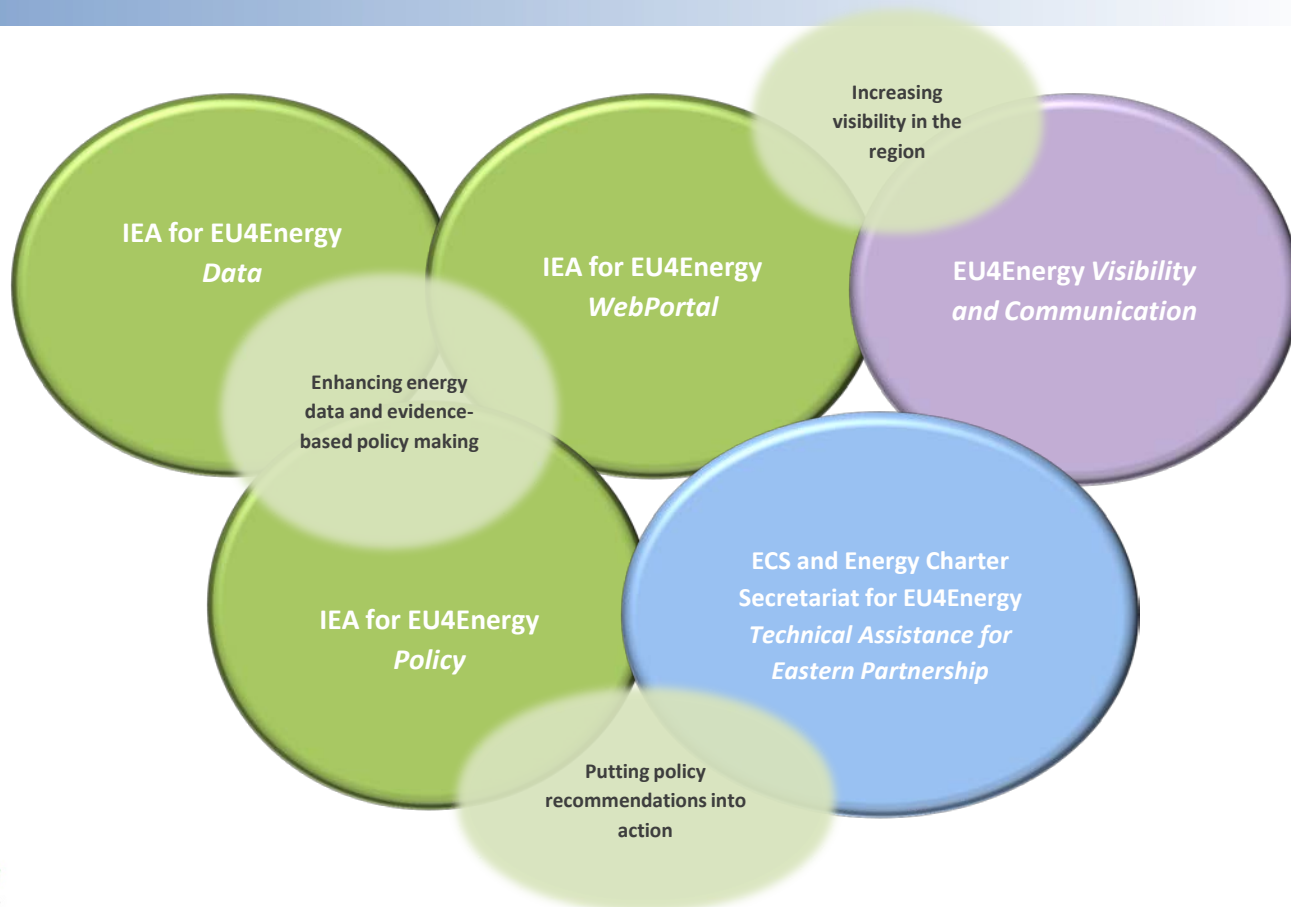 Increasing
visibility in the
region
IEA for EU4Energy
Data
IEA for EU4Energy
WebPortal
EU4Energy Visibility
and Communication
Enhancing energy
data and evidence-
based policy making
IEA for EU4Energy
Policy
ECS and Energy Charter
Secretariat for EU4Energy
Technical Assistance for
Eastern Partnership
Putting policy
recommendations into
action